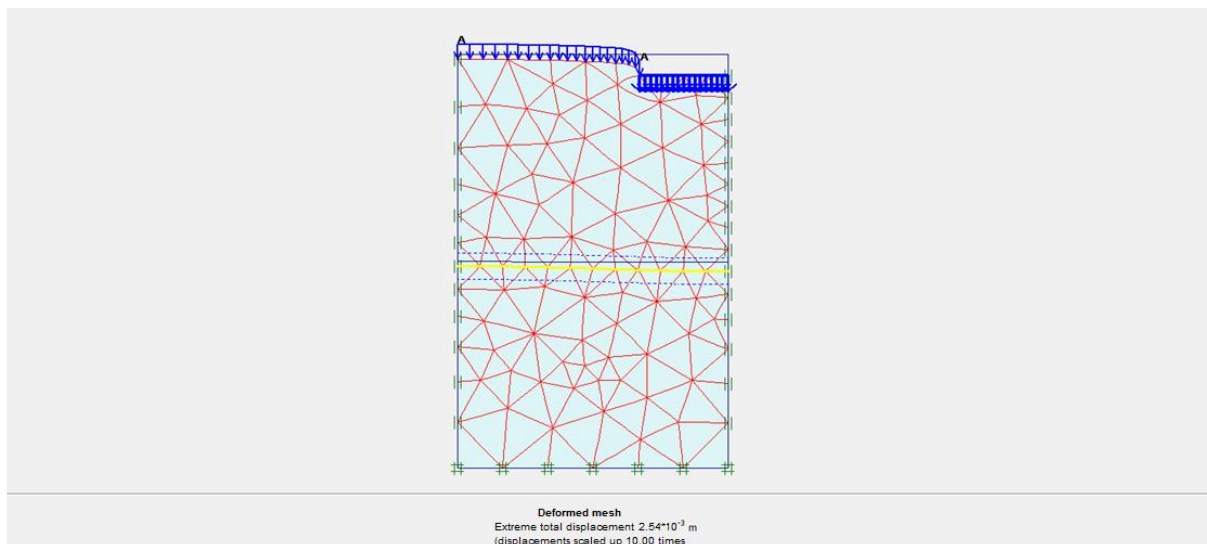 A
A
Deformed mesh
Extreme total displacement 2.54*10⁻³ m
(displacements scaled up 10.00 times